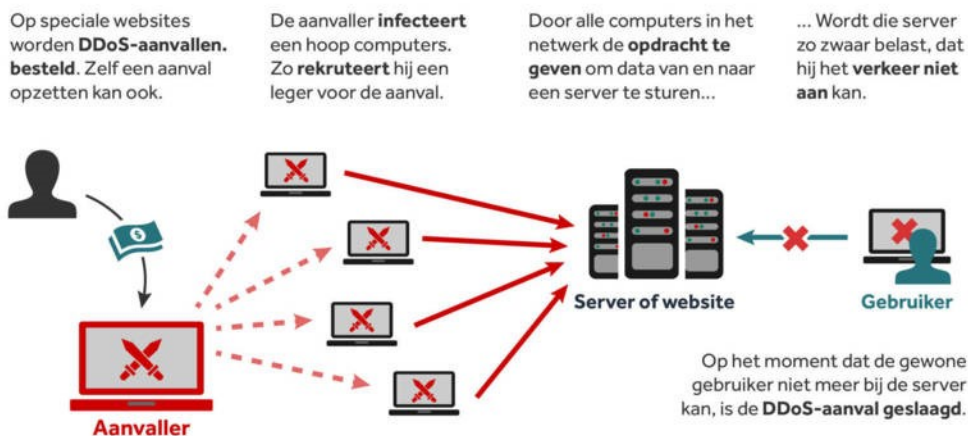 Op speciale websites
worden DDoS-aanvallen.
besteld. Zelf een aanval
opzetten kan ook.
De aanvaller infecteert
een hoop computers.
Zo rekruteert hij een
leger voor de aanval.
Door alle computers in het
netwerk de opdracht te
geven om data van en naar
een server te sturen...
... Wordt die server
zo zwaar belast, dat
hij het verkeer niet
aan kan.
$
Aanvaller
Server of website
Gebruiker
Op het moment dat de gewone
gebruiker niet meer bij de server
kan, is de DDoS-aanval geslaagd.